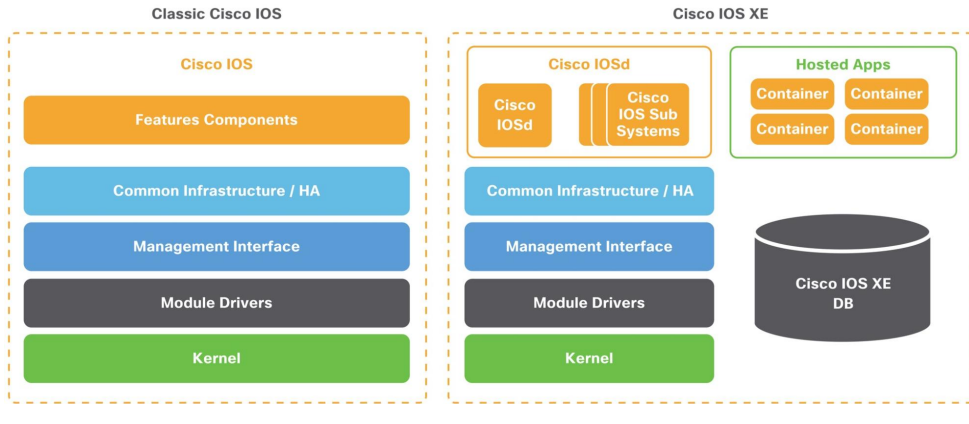 Classic Cisco IOS
Cisco IOS
Features Components
Common Infrastructure / HA
Management Interface
Module Drivers
Kernel
Cisco IOS XE
Cisco IOSd
Cisco
IOSd
Cisco
IOS Sub
Systems
Hosted Apps
Container
Container
Container
Container
Common Infrastructure / HA
Management Interface
Module Drivers
Kernel
Cisco IOS XE
DB